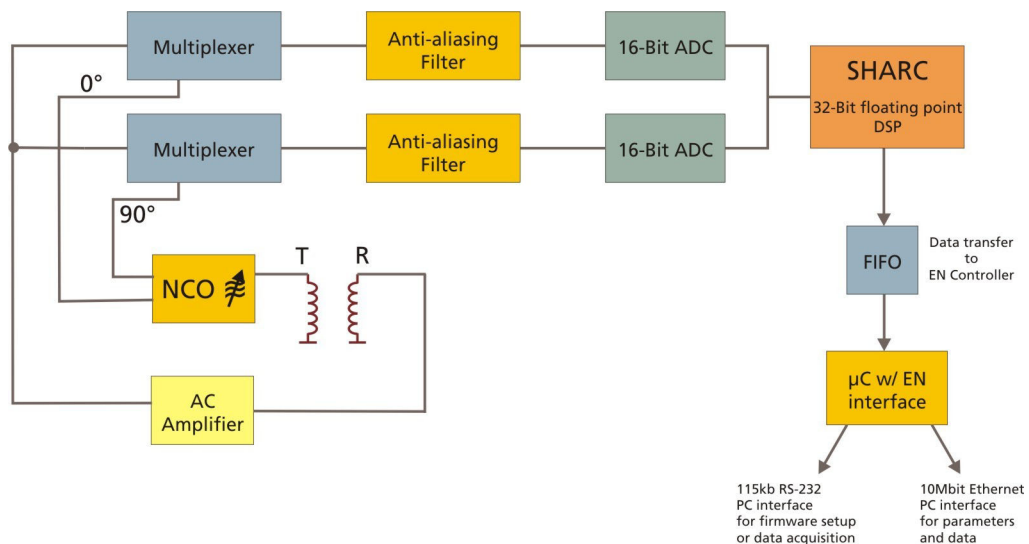 Multiplexer
Anti-aliasing
Filter
16-Bit ADC
SHARC
32-Bit floating point
DSP
0°
Multiplexer
Anti-aliasing
Filter
16-Bit ADC
90°
T
R
NCO
FIFO
Data transfer
to
EN Controller
AC
Amplifier
µC w/ EN
interface
115kb RS-232
PC interface
for firmware setup
or data acquisition
10Mbit Ethernet
PC interface
for parameters
and data